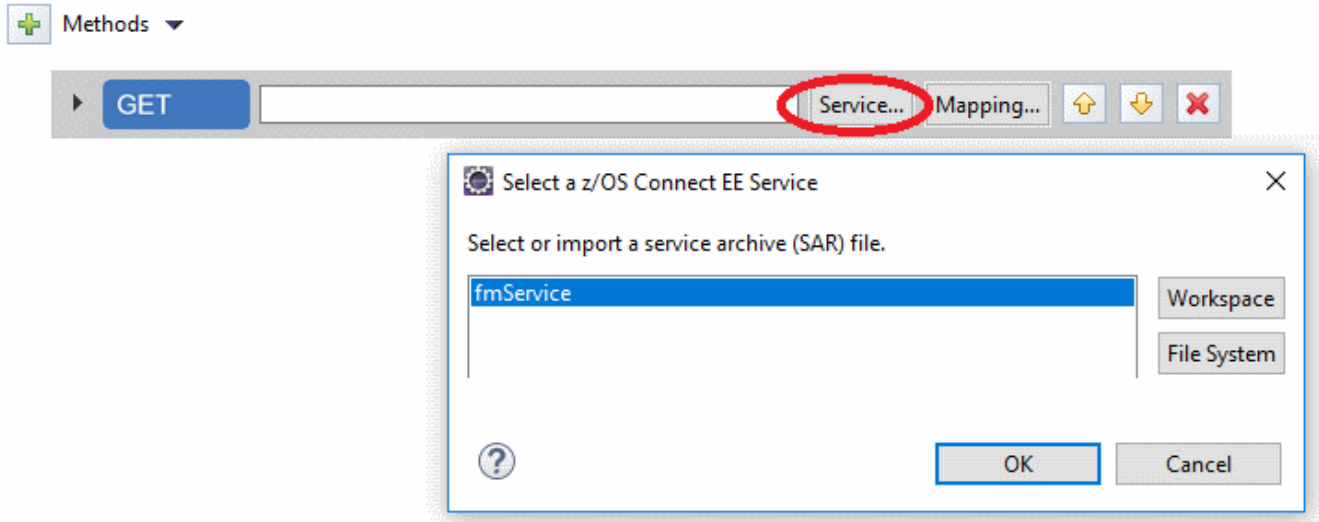 Methods
GET Service... Mapping...
Select a z/OS Connect EE Service
Select or import a service archive (SAR) file.
fmService
Workspace
File System
? OK Cancel